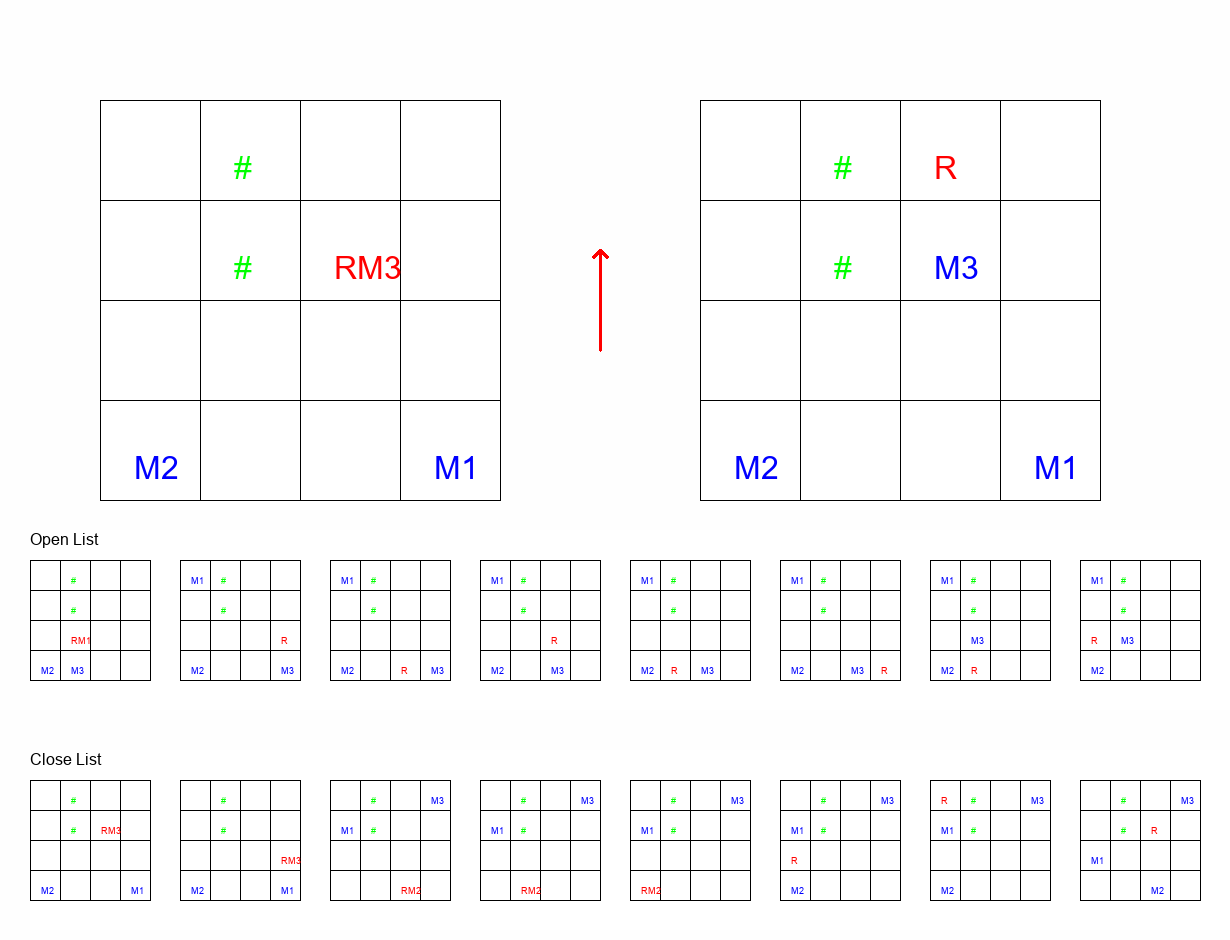 # # R
# RM3 # M3
M2 M1 M2 M1
Open List
# M1 # M1 # M1 # M1 # M1 # M1 # M1 #
# # # # # # # #
RM1 R R M3 R M3
M2 M3 M2 M3 M2 R M3 M2 M3 M2 R M3 M2 M3 R M2 R M2
Close List
# # # M3 # M3 # M3 # M3 R # M3 # M3
# RM3 # M1 # M1 # M1 # M1 # M1 # # R
RM3 R M1
M2 M1 M2 M1 RM2 RM2 RM2 M2 M2 M2